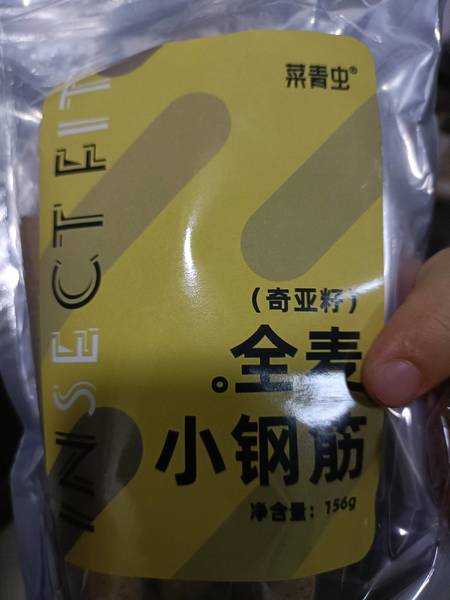 菜青虫®
INSECT FIT
（奇亚籽）
全麦。
小钢筋
净含量：156g